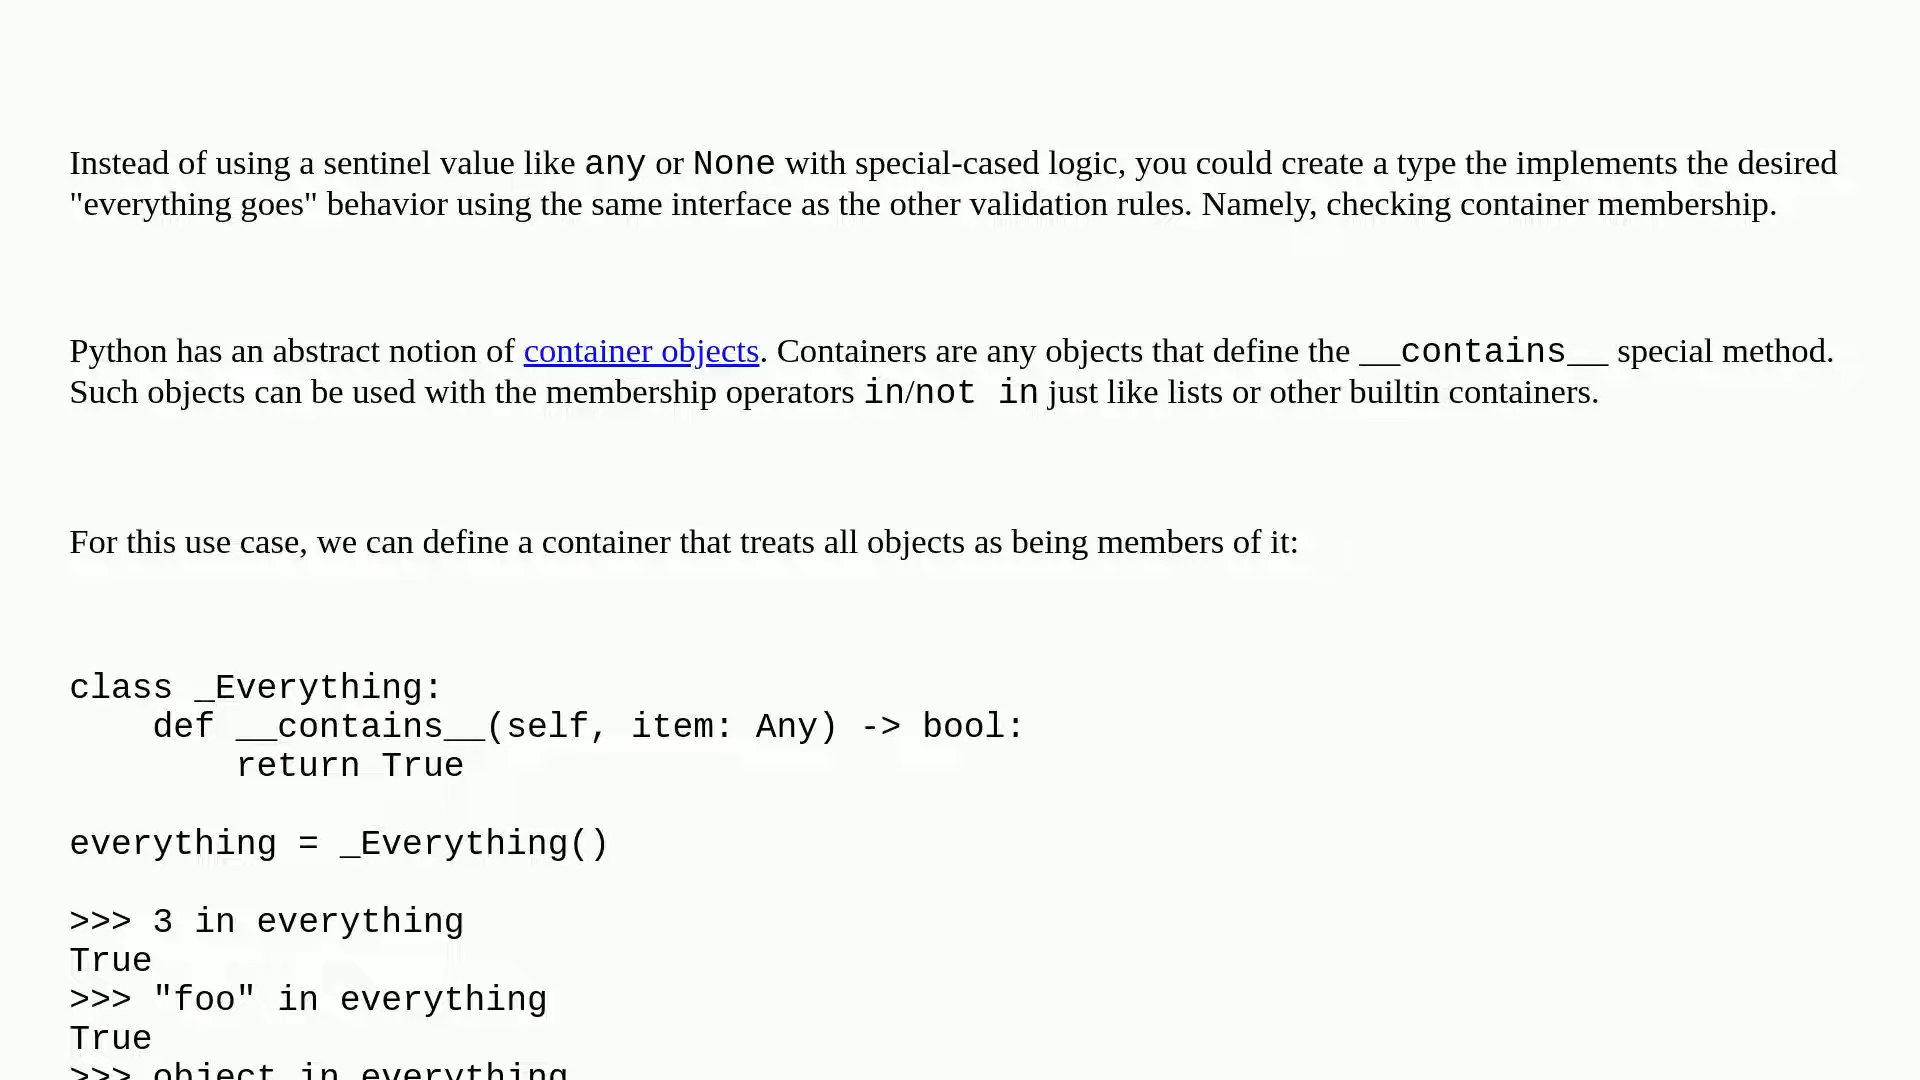 Instead of using a sentinel value like any or None with special-cased logic, you could create a type the implements the desired
"everything goes" behavior using the same interface as the other validation rules. Namely, checking container membership.
Python has an abstract notion of container objects. Containers are any objects that define the __contains__ special method.
Such objects can be used with the membership operators in/not in just like lists or other builtin containers.
For this use case, we can define a container that treats all objects as being members of it:
class _Everything:
    def __contains__(self, item: Any) -> bool:
        return True
everything = _Everything()
>>> 3 in everything
True
>>> "foo" in everything
True
>>> object in everything